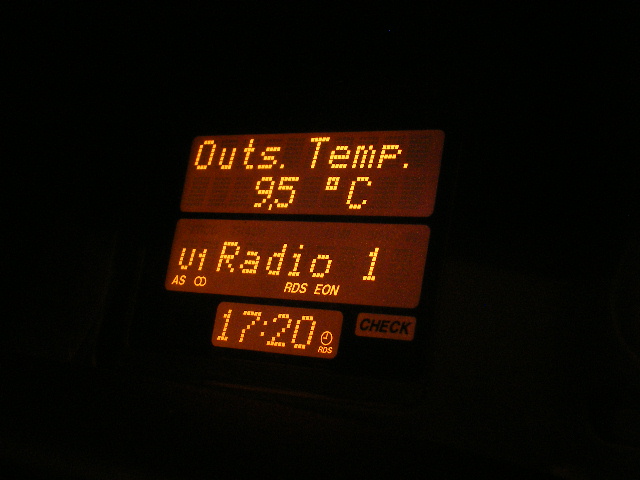 Outs. Temp.
9,5 °C
U1 Radio 1
AS RDS EON
17:20
RDS
CHECK